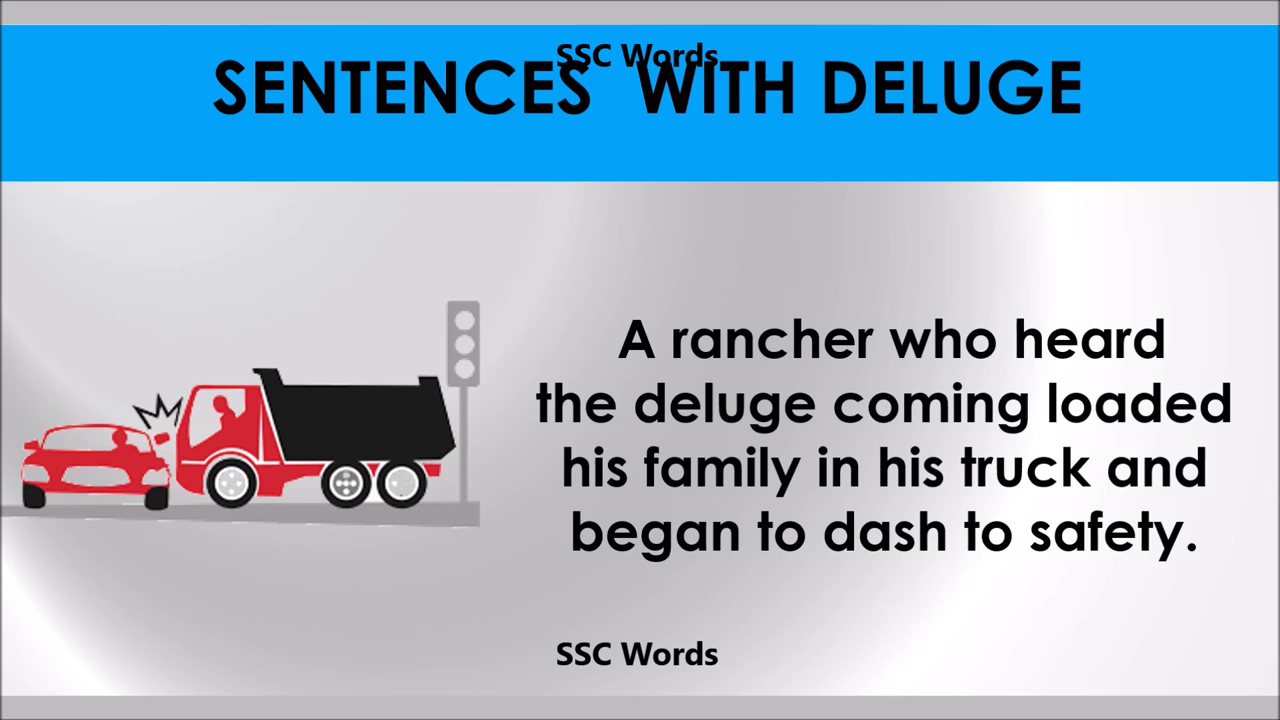 SSC Words
SENTENCES WITH DELUGE
A rancher who heard
the deluge coming loaded
his family in his truck and
began to dash to safety.
SSC Words